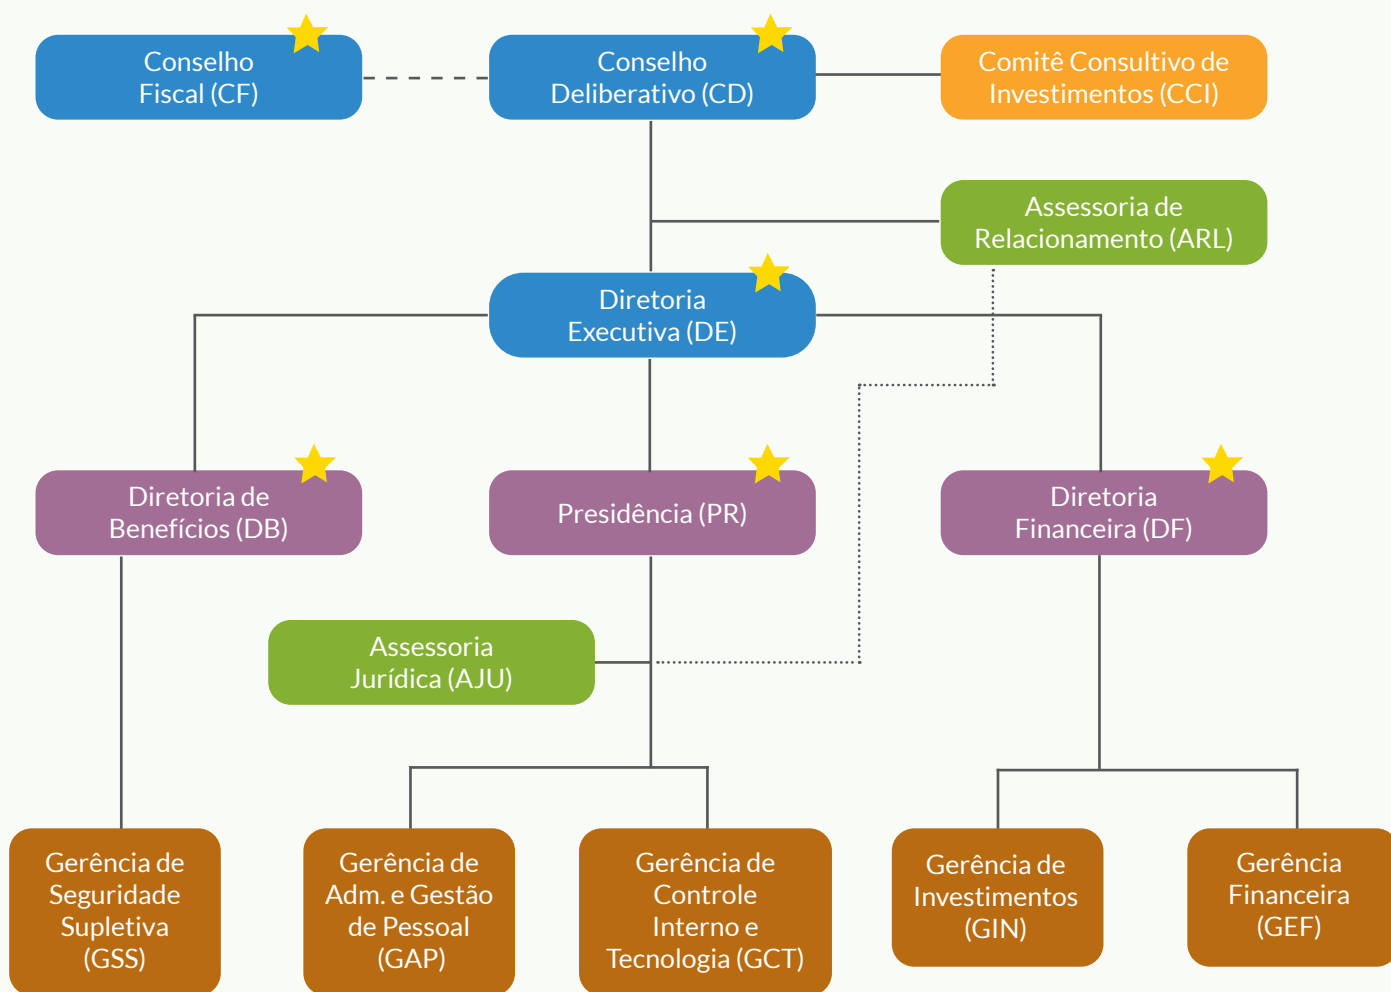 Conselho
Fiscal (CF)
Conselho
Deliberativo (CD)
Comitê Consultivo de
Investimentos (CCI)
Assessoria de
Relacionamento (ARL)
Diretoria
Executiva (DE)
Diretoria de
Benefícios (DB)
Presidência (PR)
Diretoria
Financeira (DF)
Assessoria
Jurídica (AJU)
Gerência de
Seguridade
Supletiva
(GSS)
Gerência de
Adm. e Gestão
de Pessoal
(GAP)
Gerência de
Controle
Interno e
Tecnologia (GCT)
Gerência de
Investimentos
(GIN)
Gerência
Financeira
(GEF)